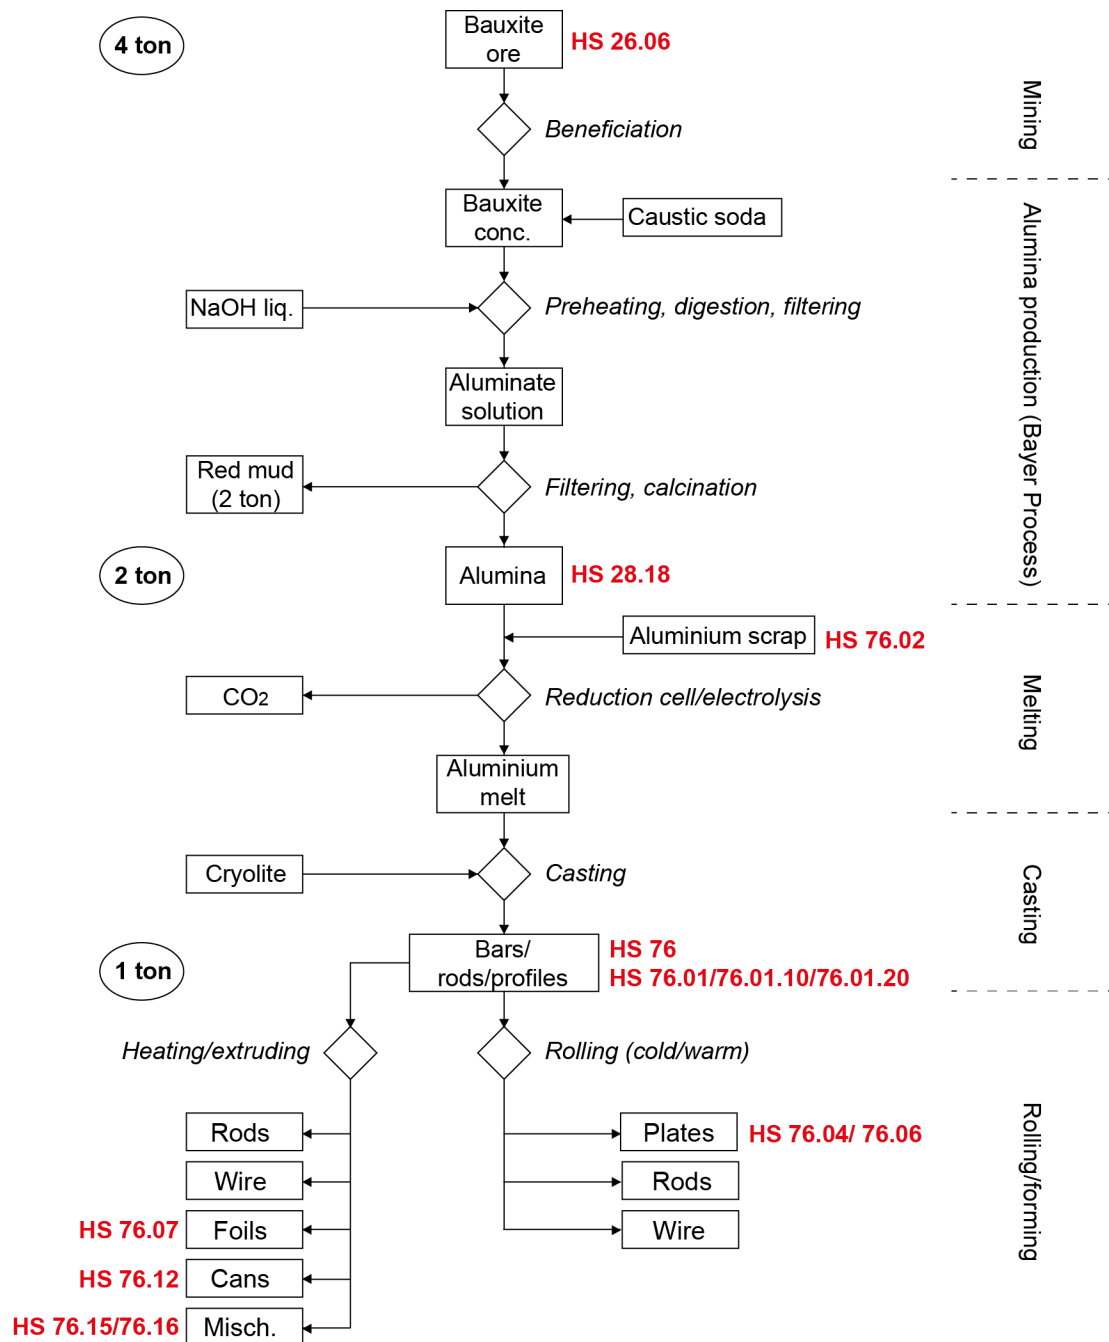 4 ton
Bauxite
ore
HS 26.06
Beneficiation
Mining
Bauxite
conc.
Caustic soda
NaOH liq.
Preheating, digestion, filtering
Aluminate
solution
Red mud
(2 ton)
Filtering, calcination
Alumina production (Bayer Process)
2 ton
Alumina
HS 28.18
Aluminium scrap
HS 76.02
CO2
Reduction cell/electrolysis
Melting
Aluminium
melt
Cryolite
Casting
Casting
1 ton
Bars/
rods/profiles
HS 76
HS 76.01/76.01.10/76.01.20
Heating/extruding
Rolling (cold/warm)
Rods
Plates
HS 76.04/ 76.06
Wire
Rods
HS 76.07
Foils
Wire
HS 76.12
Cans
HS 76.15/76.16
Misch.
Rolling/forming